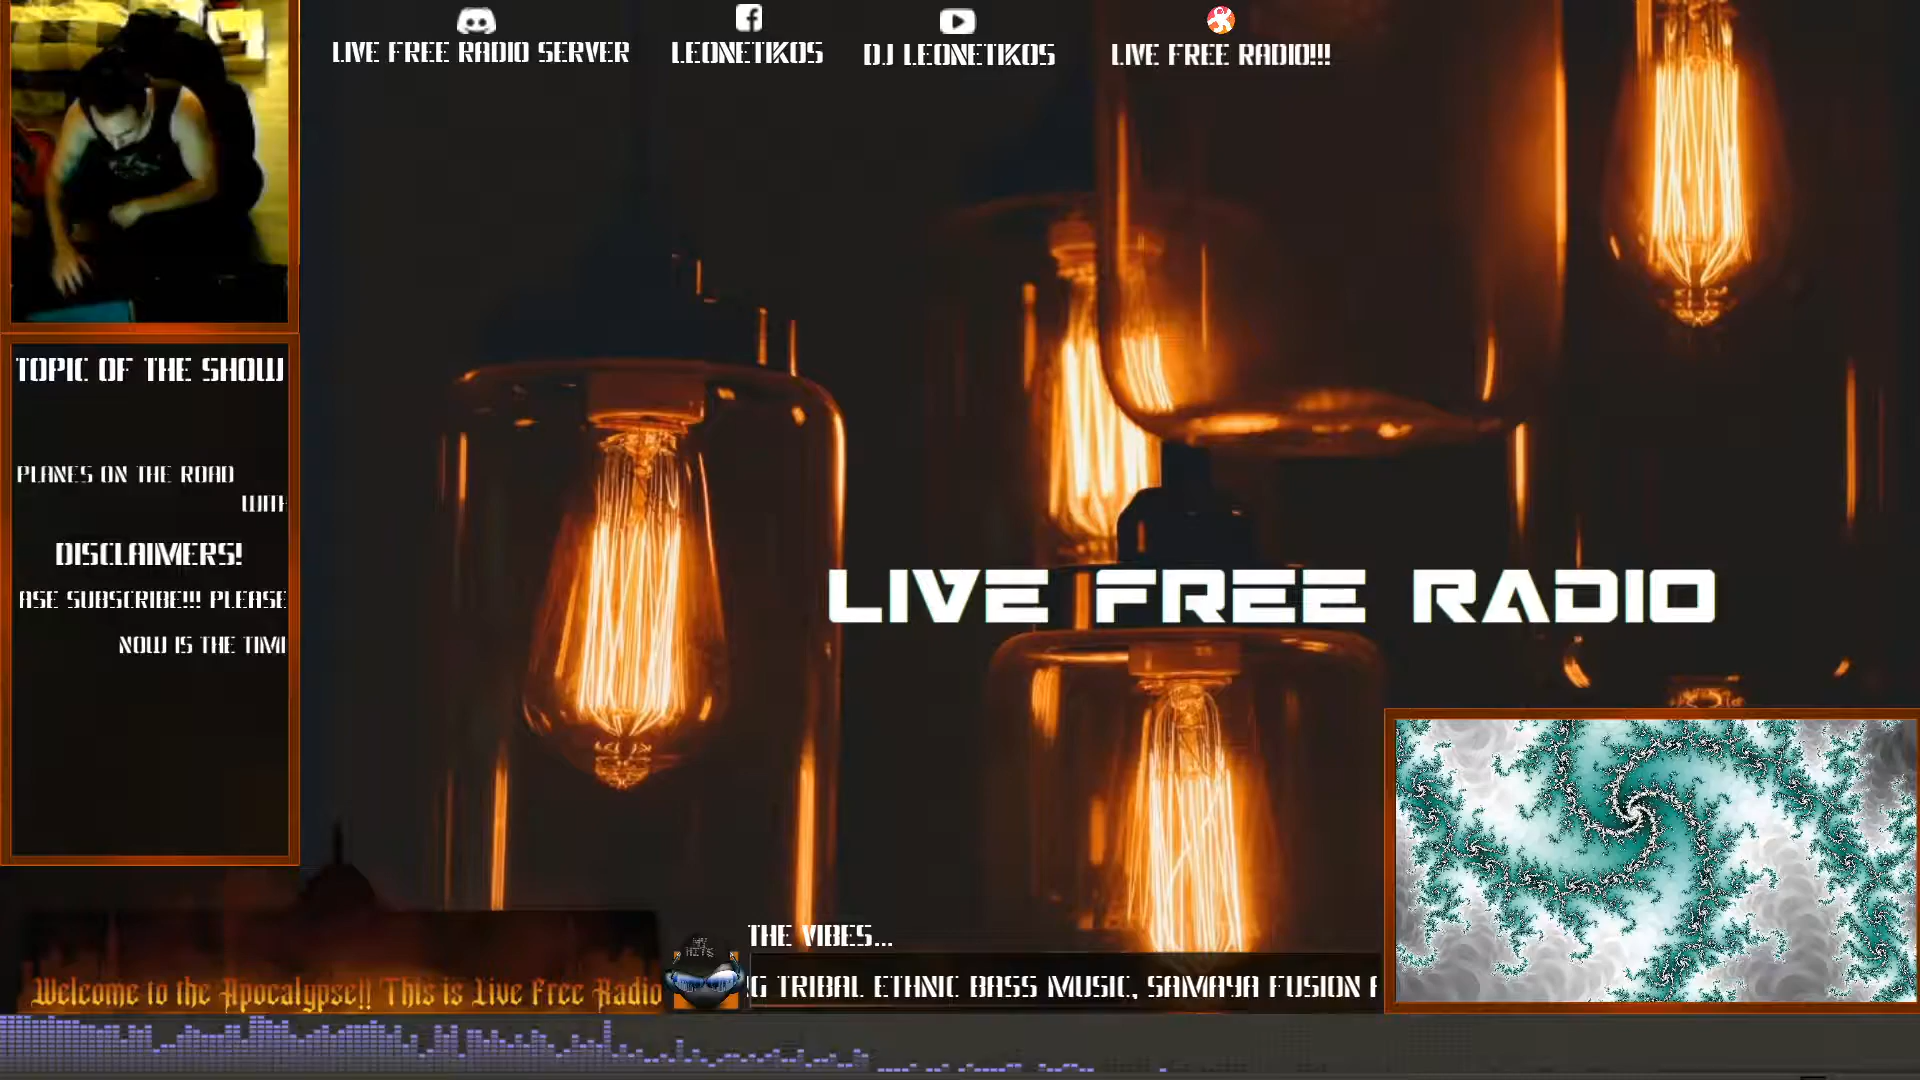 LIVE FREE RADIO SERVER
LEONETIKOS
DJ LEONETIKOS
LIVE FREE RADIO!!!
TOPIC OF THE SHOW
PLANES ON THE ROAD
WITH
DISCLAIMERS!
ASE SUBSCRIBE!!! PLEASE
NOW IS THE TIM
LIVE FREE RADIO
THE VIBES...
G TRIBAL ETHNIC BASS MUSIC, SAMAYA FUSION
Welcome to the Apocalypse!! This is Live Free Radio